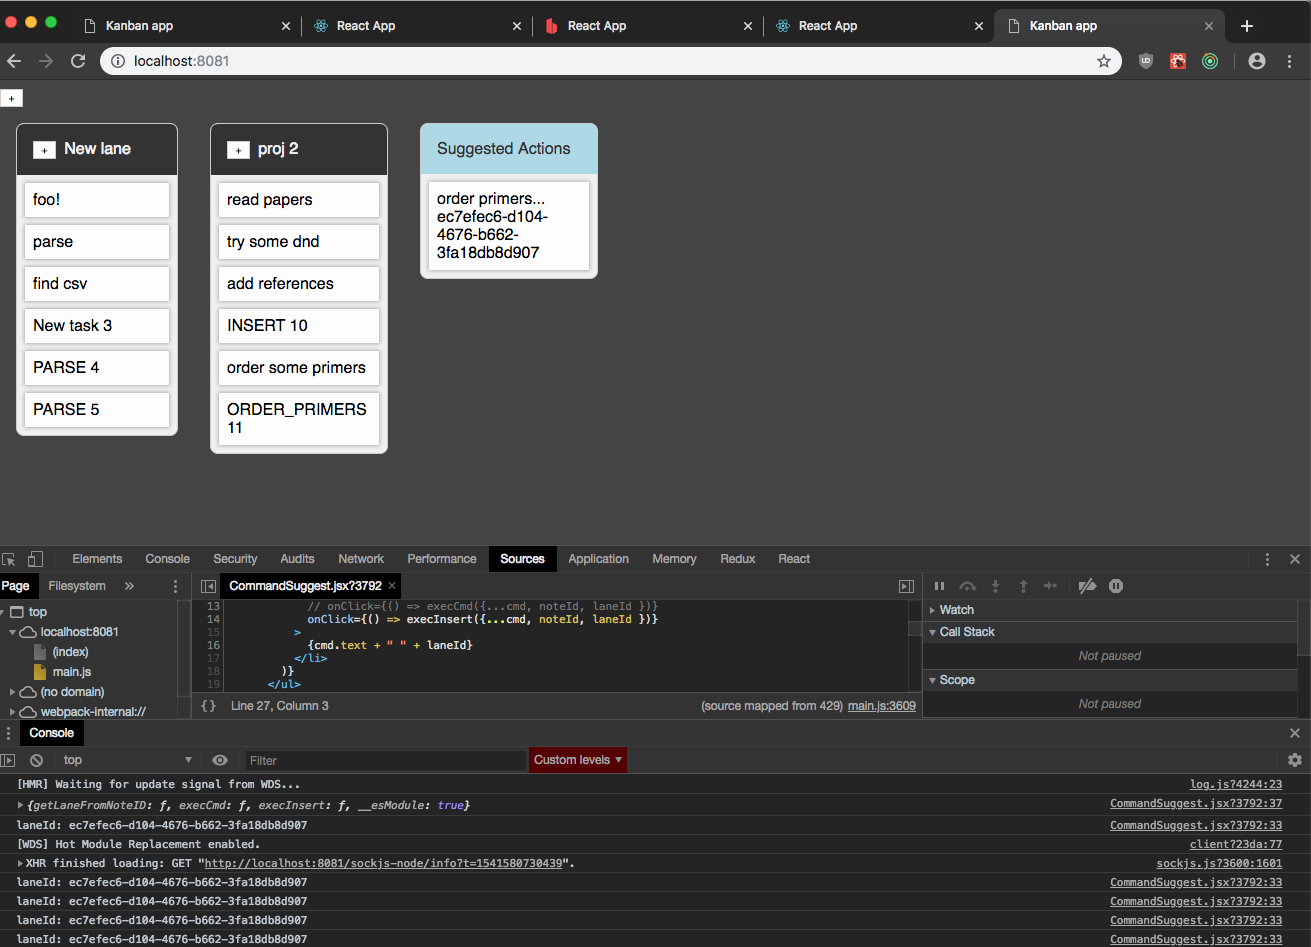 Kanban app
React App
React App
React App
Kanban app
localhost:8081
+
+ New lane
foo!
parse
find csv
New task 3
PARSE 4
PARSE 5
+ proj 2
read papers
try some dnd
add references
INSERT 10
order some primers
ORDER_PRIMERS
11
Suggested Actions
order primers...
ec7efec6-d104-
4676-b662-
3fa18db8d907
Elements Console Security Audits Network Performance Sources Application Memory Redux React
Page Filesystem »
top
localhost:8081
(index)
main.js
(no domain)
webpack-internal://
CommandSuggest.jsx?3792
13 // onClick={() => execCmd({...cmd, noteId, laneId })}
14 onClick={() => execInsert({...cmd, noteId, laneId })}
15 >
16 {cmd.text + " " + laneId}
17 </li>
18 )}
19 </ul>
{} Line 27, Column 3 (source mapped from 429) main.js:3609
Watch
Call Stack
Not paused
Scope
Not paused
Console
top Filter Custom levels
[HMR] Waiting for update signal from WDS... log.js?4244:23
{getLaneFromNoteID: ƒ, execCmd: ƒ, execInsert: ƒ, __esModule: true} CommandSuggest.jsx?3792:37
laneId: ec7efec6-d104-4676-b662-3fa18db8d907 CommandSuggest.jsx?3792:33
[WDS] Hot Module Replacement enabled. client?23da:77
XHR finished loading: GET "http://localhost:8081/sockjs-node/info?t=1541580730439". sockjs.js?3600:1601
laneId: ec7efec6-d104-4676-b662-3fa18db8d907 CommandSuggest.jsx?3792:33
laneId: ec7efec6-d104-4676-b662-3fa18db8d907 CommandSuggest.jsx?3792:33
laneId: ec7efec6-d104-4676-b662-3fa18db8d907 CommandSuggest.jsx?3792:33
laneId: ec7efec6-d104-4676-b662-3fa18db8d907 CommandSuggest.jsx?3792:33